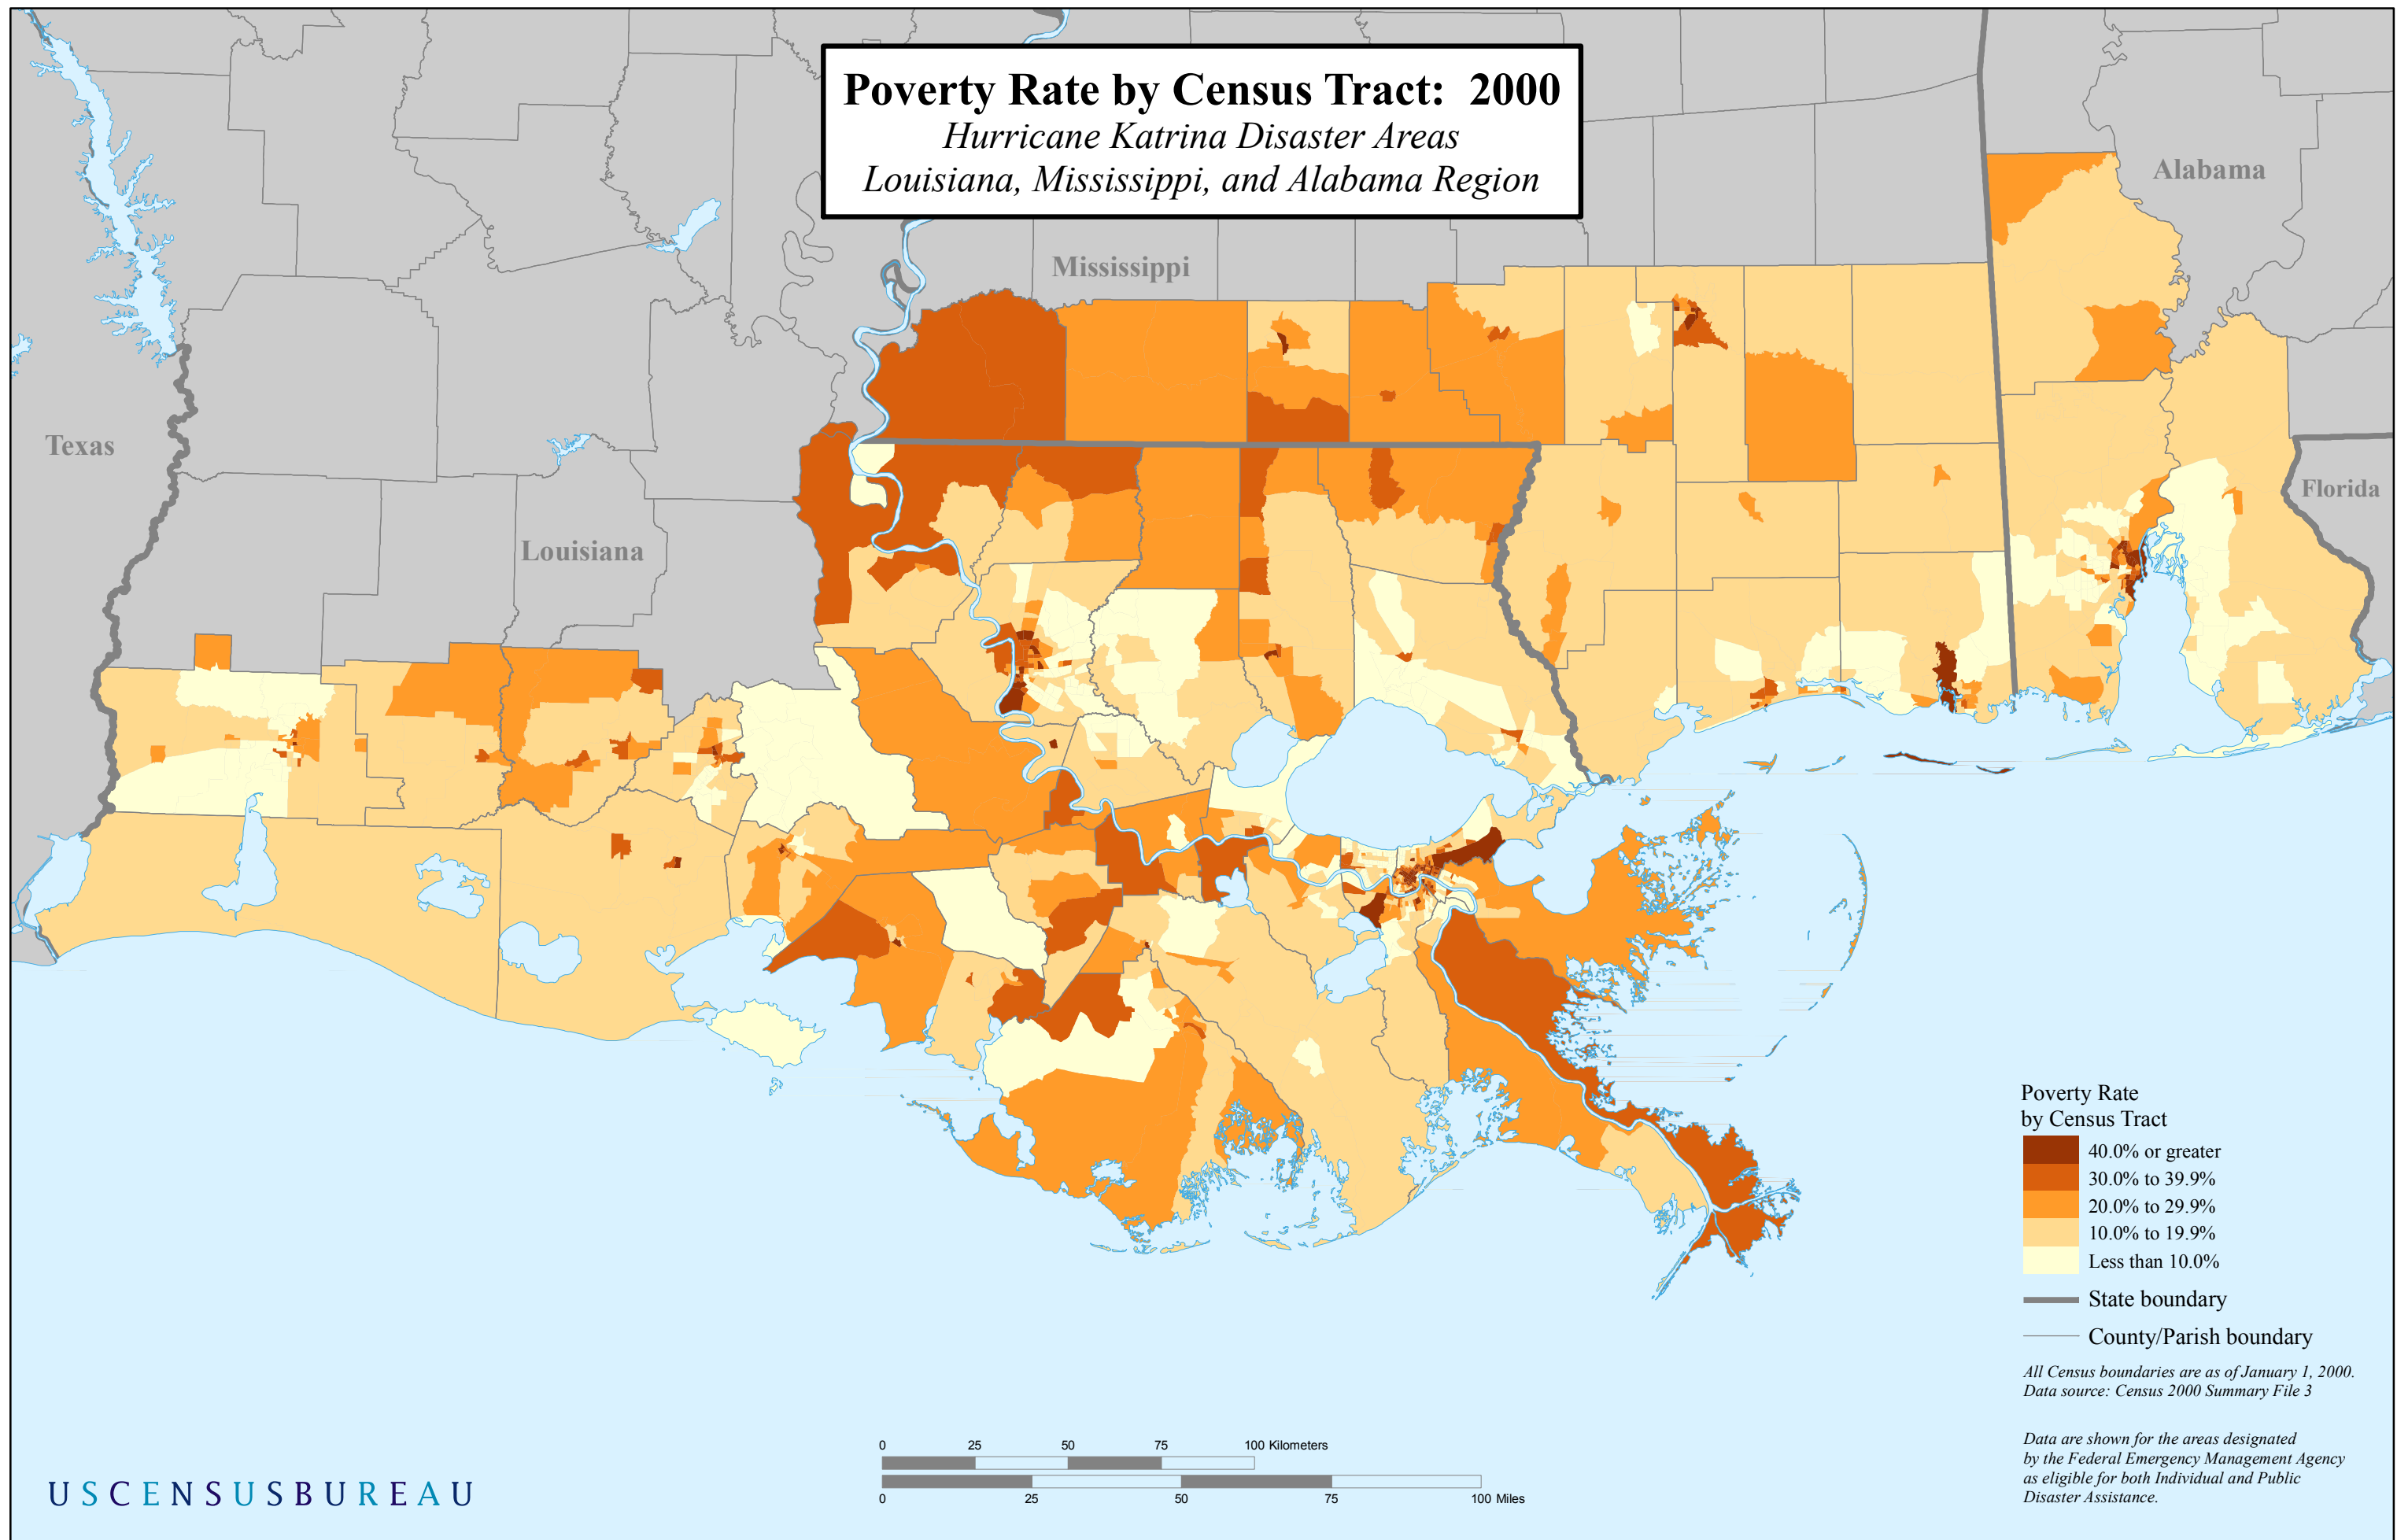 Poverty Rate by Census Tract:  2000
Hurricane Katrina Disaster Areas
Louisiana, Mississippi, and Alabama Region
Alabama
Mississippi
Texas
Florida
Louisiana
Poverty Rate
by Census Tract
40.0% or greater
30.0% to 39.9%
20.0% to 29.9%
10.0% to 19.9%
Less than 10.0%
State boundary
County/Parish boundary
All Census boundaries are as of January 1, 2000.
Data source: Census 2000 Summary File 3
Data are shown for the areas designated
by the Federal Emergency Management Agency
as eligible for both Individual and Public
Disaster Assistance.
0 25 50 75 100 Kilometers
0 25 50 75 100 Miles
USCENSUSBUREAU